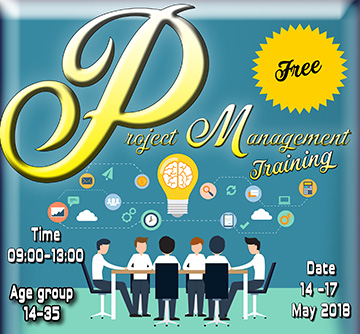 Free
Project Management
Training
Time
09:00-13:00
Age group
14-35
Date
14 -17
May 2018